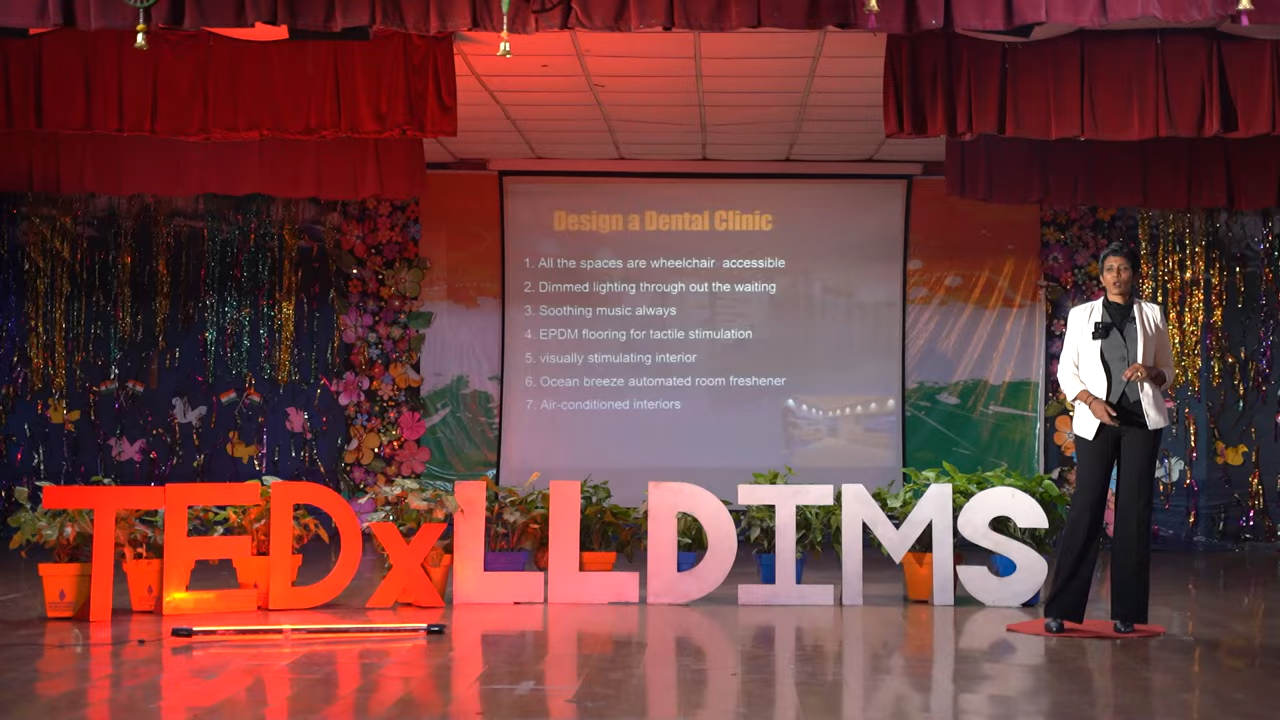 Design a Dental Clinic
1. All the spaces are wheelchair accessible
2. Dimmed lighting through out the waiting
3. Soothing music always
4. EPDM flooring for tactile stimulation
5. visually stimulating interior
6. Ocean breeze automated room freshener
7. Air-conditioned interiors
TEDxLLDIMS